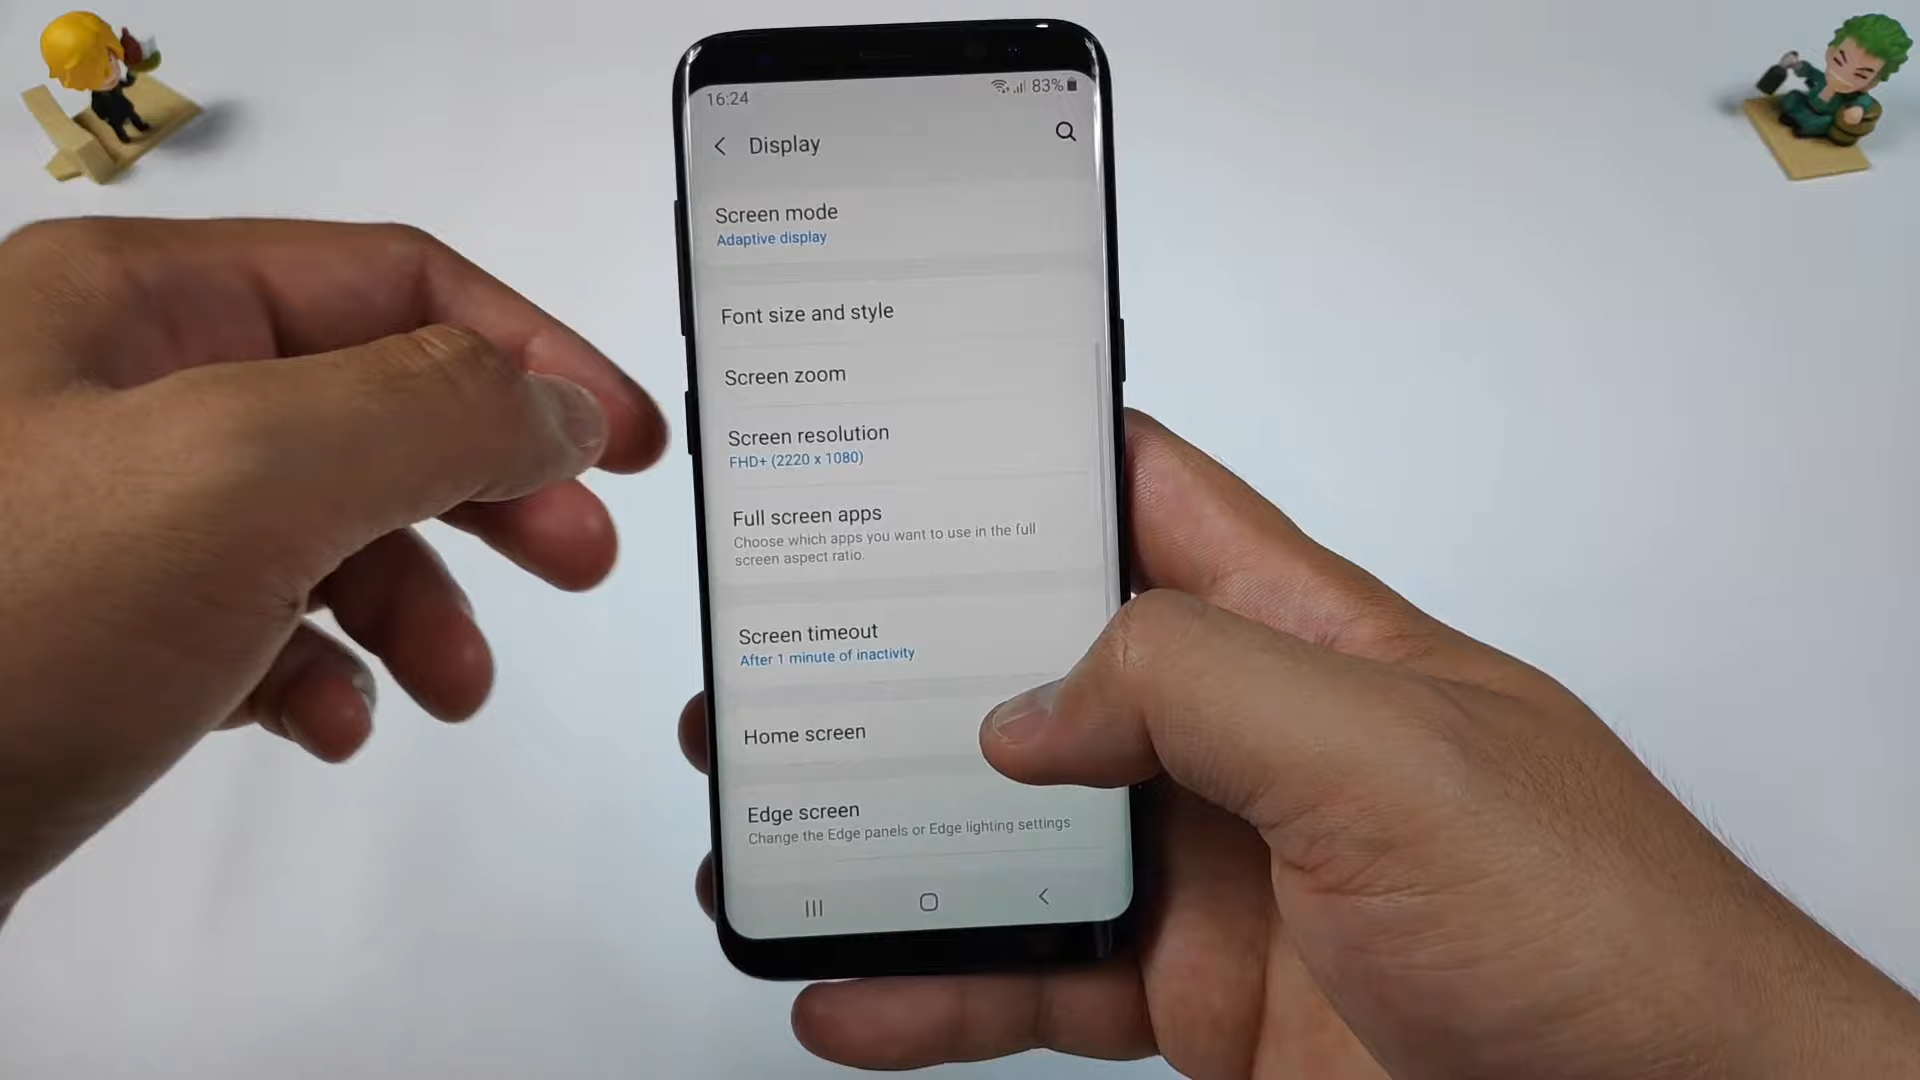 16:24
83%
Display
Screen mode
Adaptive display
Font size and style
Screen zoom
Screen resolution
FHD+ (2220 x 1080)
Full screen apps
Choose which apps you want to use in the full
screen aspect ratio.
Screen timeout
After 1 minute of inactivity
Home screen
Edge screen
Change the Edge panels or Edge lighting settings